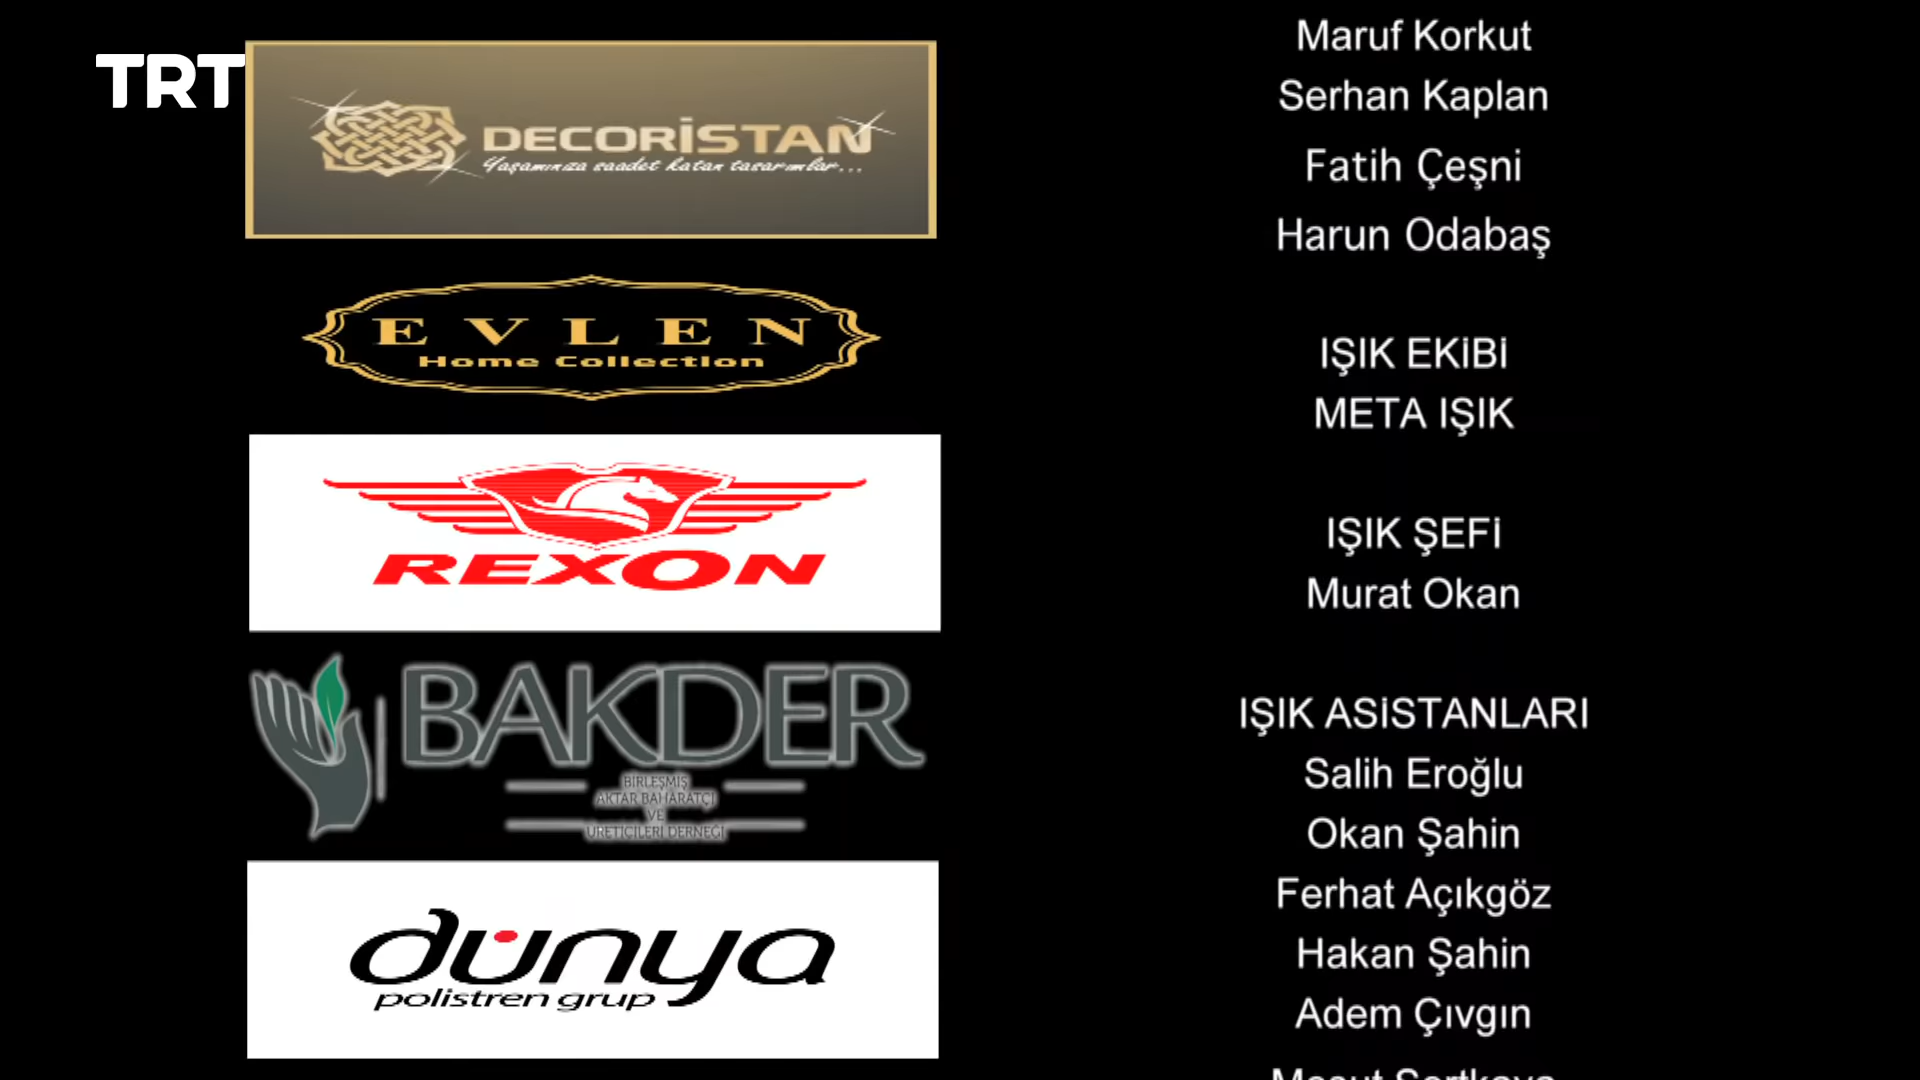 TRT
DECORİSTAN
Yaşamınıza saadet katan tasarımlar...
EVLEN
Home Collection
REXON
BAKDER
BİRLEŞMİŞ
AKTAR BAHARATÇI
VE
ÜRETİCİLERİ DERNEĞİ
dünya
polistren grup
Maruf Korkut
Serhan Kaplan
Fatih Çeşni
Harun Odabaş
IŞIK EKİBİ
META IŞIK
IŞIK ŞEFİ
Murat Okan
IŞIK ASİSTANLARI
Salih Eroğlu
Okan Şahin
Ferhat Açıkgöz
Hakan Şahin
Adem Çıvgın